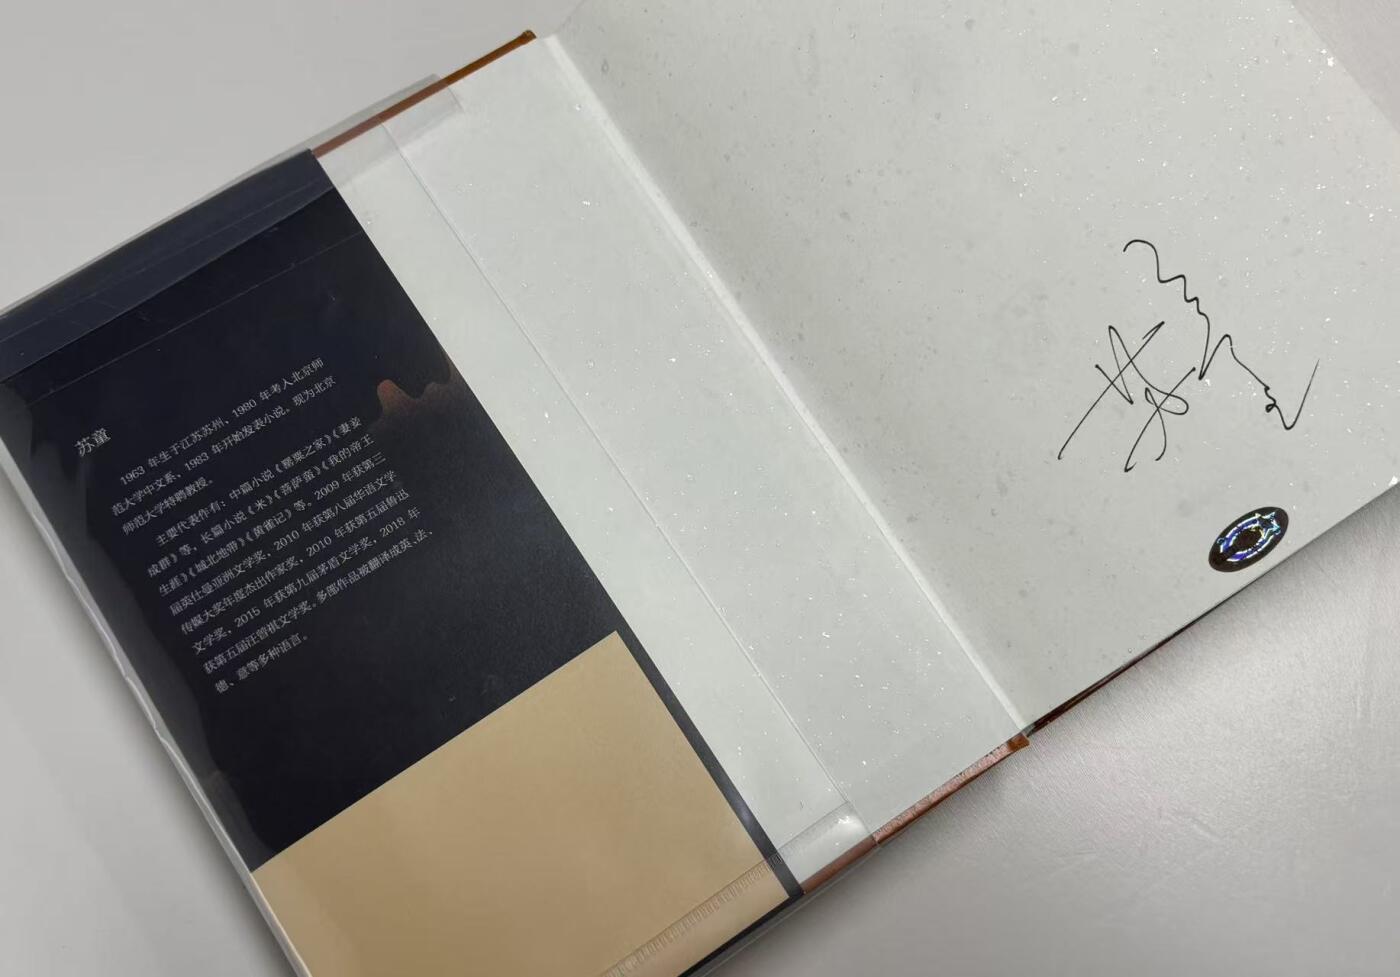 苏童
1963 年生于江苏苏州，1980 年考入北京师
范大学中文系，1983 年开始发表小说。现为北京
师范大学特聘教授。
主要代表作有：中篇小说《罂粟之家》《妻妾
成群》等，长篇小说《米》《菩萨蛮》《我的帝王
生涯》《城北地带》《黄雀记》等。2009 年获第三
届英仕曼亚洲文学奖，2010 年获第八届华语文学
传媒大奖年度杰出作家奖，2010 年获第五届鲁迅
文学奖，2015 年获第九届茅盾文学奖，2018 年
获第五届汪曾祺文学奖。多部作品被翻译成英、法、
德、意等多种语言。
苏童